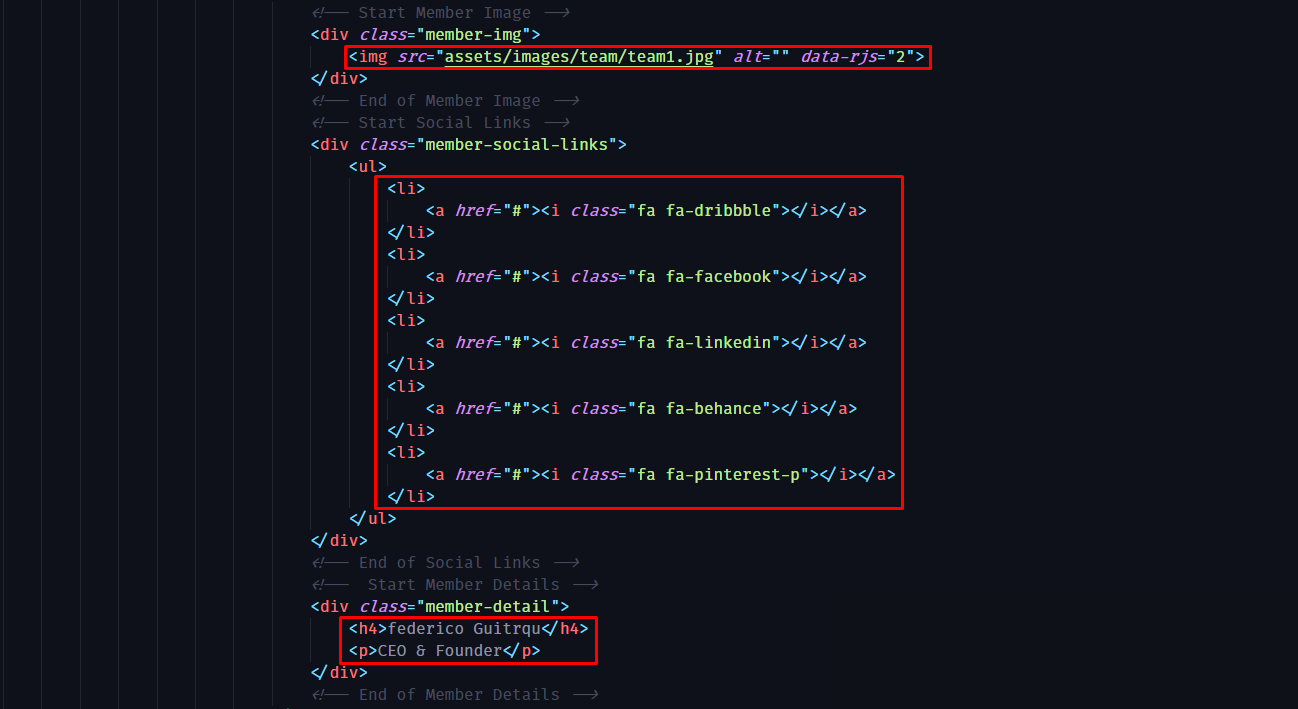 <!-- Start Member Image -->
<div class="member-img">
<img src="assets/images/team/team1.jpg" alt="" data-rjs="2">
</div>
<!-- End of Member Image -->
<!-- Start Social Links -->
<div class="member-social-links">
<ul>
<li>
<a href="#"><i class="fa fa-dribbble"></i></a>
</li>
<li>
<a href="#"><i class="fa fa-facebook"></i></a>
</li>
<li>
<a href="#"><i class="fa fa-linkedin"></i></a>
</li>
<li>
<a href="#"><i class="fa fa-behance"></i></a>
</li>
<li>
<a href="#"><i class="fa fa-pinterest-p"></i></a>
</li>
</ul>
</div>
<!-- End of Social Links -->
<!--  Start Member Details -->
<div class="member-detail">
<h4>federico Guitrqu</h4>
<p>CEO & Founder</p>
</div>
<!-- End of Member Details -->